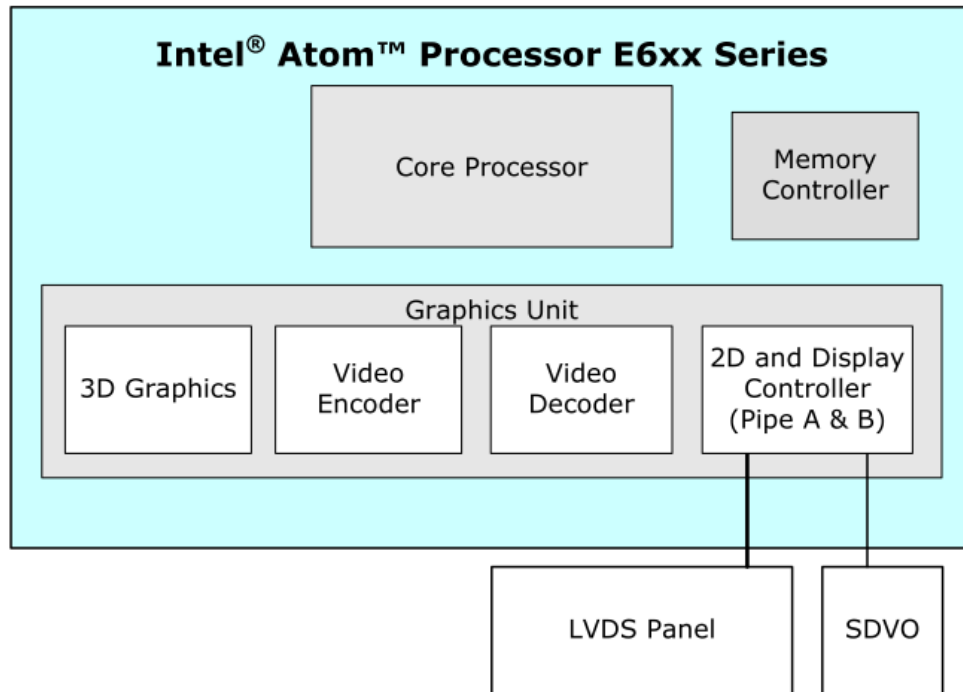 Intel® Atom™ Processor E6xx Series
Core Processor
Memory
Controller
Graphics Unit
3D Graphics
Video
Encoder
Video
Decoder
2D and Display
Controller
(Pipe A & B)
LVDS Panel
SDVO